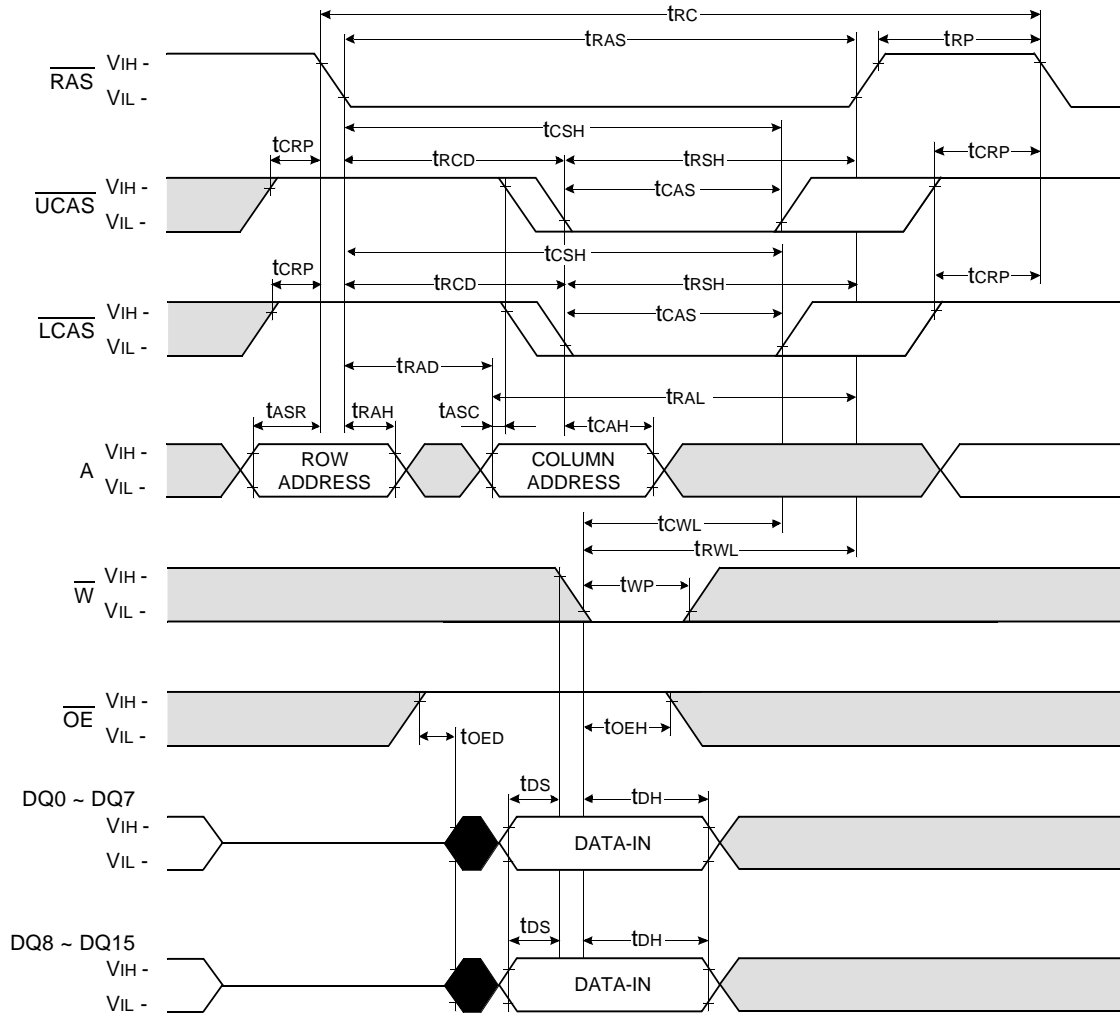 tRC
tRAS
tRP
RAS
VIH -
VIL -
tCSH
tCRP
tRCD
tRSH
tCRP
UCAS
VIH -
VIL -
tCAS
tCSH
tCRP
tRCD
tRSH
tCRP
LCAS
VIH -
VIL -
tCAS
tRAD
tRAL
tASR
tRAH
tASC
tCAH
A
VIH -
VIL -
ROW
ADDRESS
COLUMN
ADDRESS
tCWL
tRWL
W
VIH -
VIL -
tWP
OE
VIH -
VIL -
tOED
tOEH
DQ0 ~ DQ7
VIH -
VIL -
tDS
tDH
DATA-IN
DQ8 ~ DQ15
VIH -
VIL -
tDS
tDH
DATA-IN